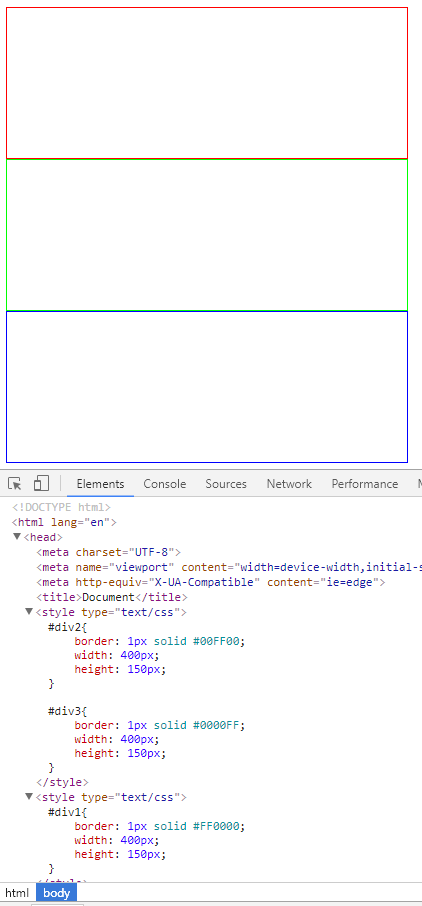 Elements Console Sources Network Performance
<!DOCTYPE html>
<html lang="en">
<head>
<meta charset="UTF-8">
<meta name="viewport" content="width=device-width,initial-s
<meta http-equiv="X-UA-Compatible" content="ie=edge">
<title>Document</title>
<style type="text/css">
#div2{
border: 1px solid #00FF00;
width: 400px;
height: 150px;
}
#div3{
border: 1px solid #0000FF;
width: 400px;
height: 150px;
}
</style>
<style type="text/css">
#div1{
border: 1px solid #FF0000;
width: 400px;
height: 150px;
}
html body